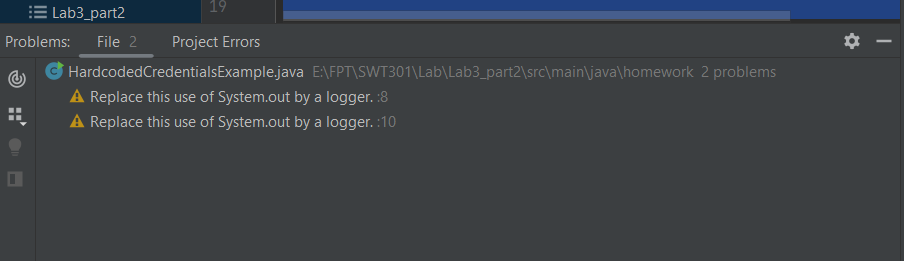 Lab3_part2 19
Problems: File 2 Project Errors
HardcodedCredentialsExample.java E:\FPT\SWT301\Lab\Lab3_part2\src\main\java\homework 2 problems
Replace this use of System.out by a logger. :8
Replace this use of System.out by a logger. :10